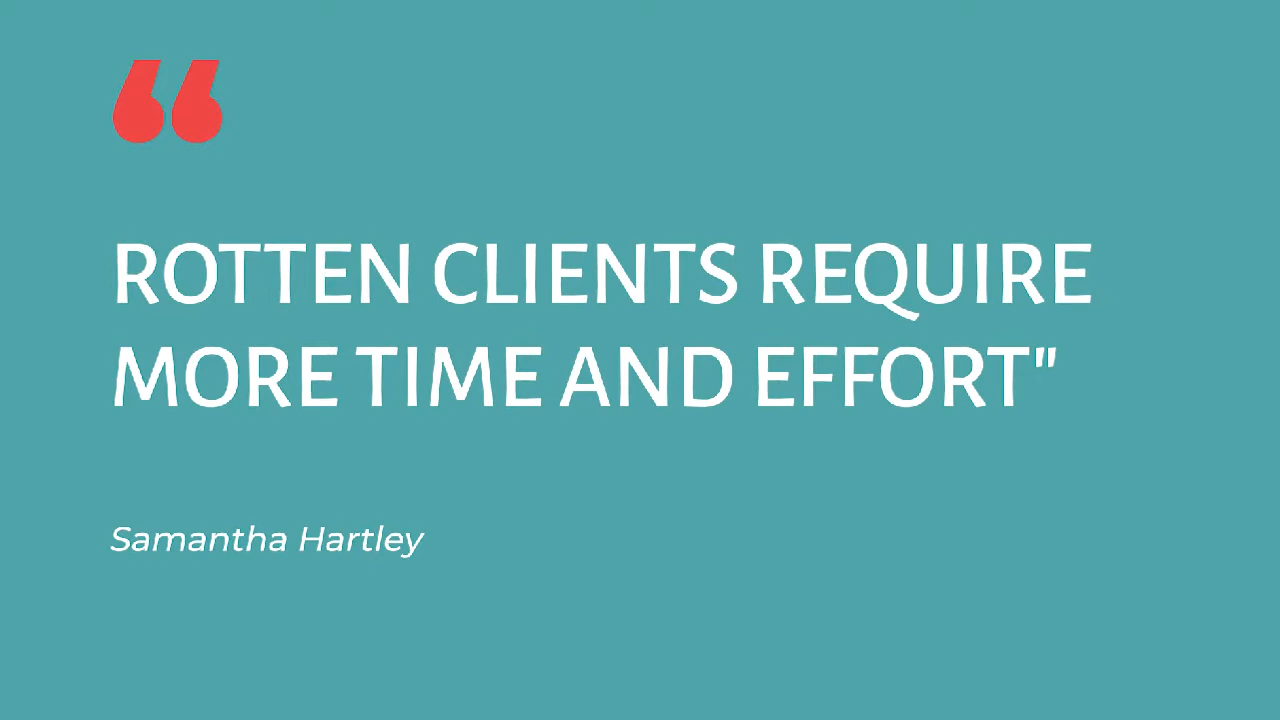 “
ROTTEN CLIENTS REQUIRE
MORE TIME AND EFFORT"
Samantha Hartley